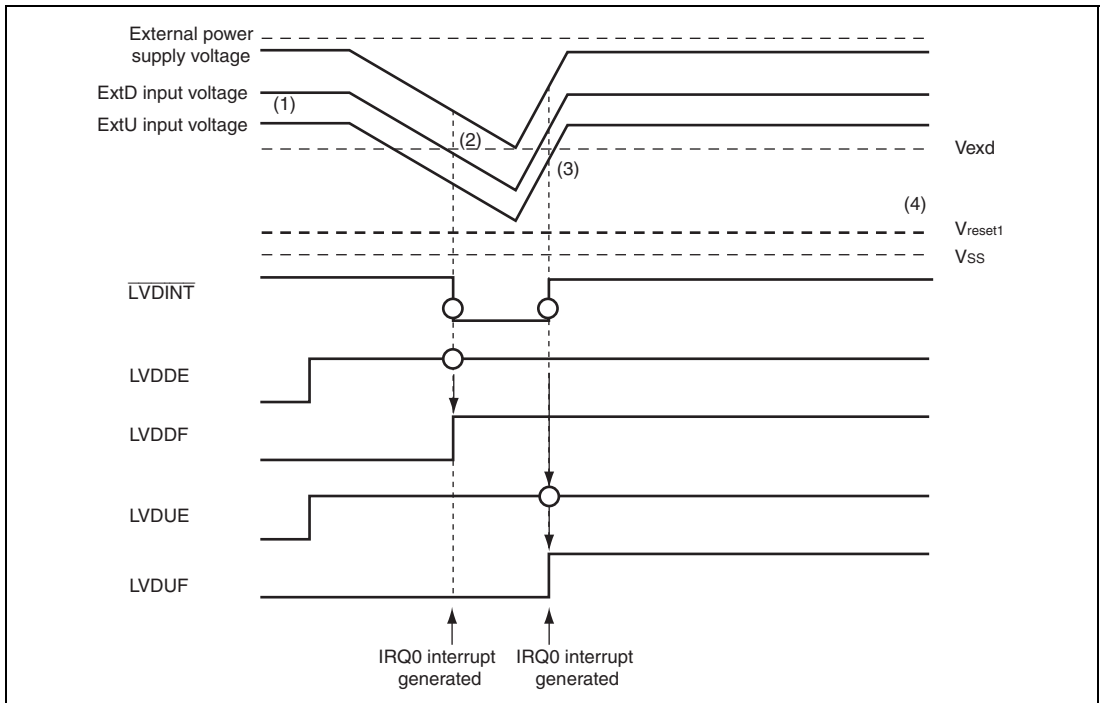 External power
supply voltage
ExtD input voltage
(1)
ExtU input voltage
(2)
Vexd
(3)
(4)
Vreset1
VSS
LVDINT
LVDDE
LVDDF
LVDUE
LVDUF
IRQ0 interrupt
generated
IRQ0 interrupt
generated